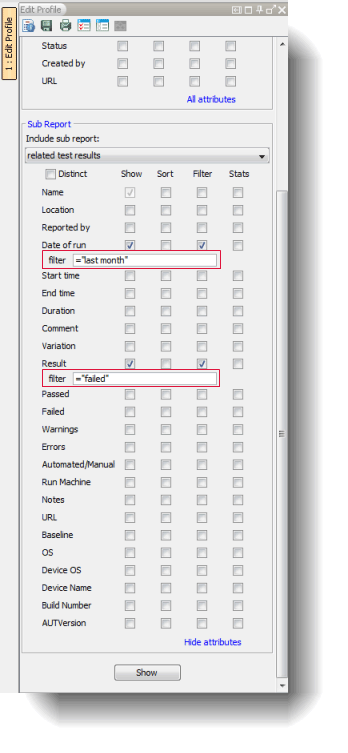 Edit Profile
1 : Edit Profile
Status
Created by
URL
All attributes
Sub Report
Include sub report:
related test results
Distinct Show Sort Filter Stats
Name
Location
Reported by
Date of run
filter ="last month"
Start time
End time
Duration
Comment
Variation
Result
filter ="failed"
Passed
Failed
Warnings
Errors
Automated/Manual
Run Machine
Notes
URL
Baseline
OS
Device OS
Device Name
Build Number
AUTVersion
Hide attributes
Show